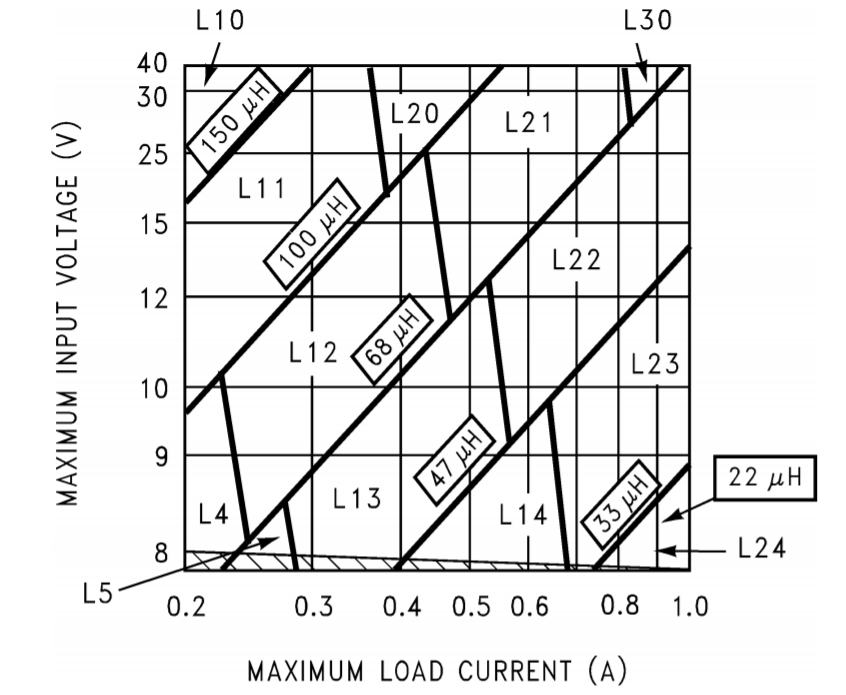 L10
L30
40
30
150 μH
L20
L21
25
L11
15
100 μH
L22
12
68 μH
L12
L23
10
9
47 μH
22 μH
L13
33 μH
L4
L14
8
L24
L5
0.2
0.3
0.4
0.5
0.6
0.8
1.0
MAXIMUM INPUT VOLTAGE (V)
MAXIMUM LOAD CURRENT (A)